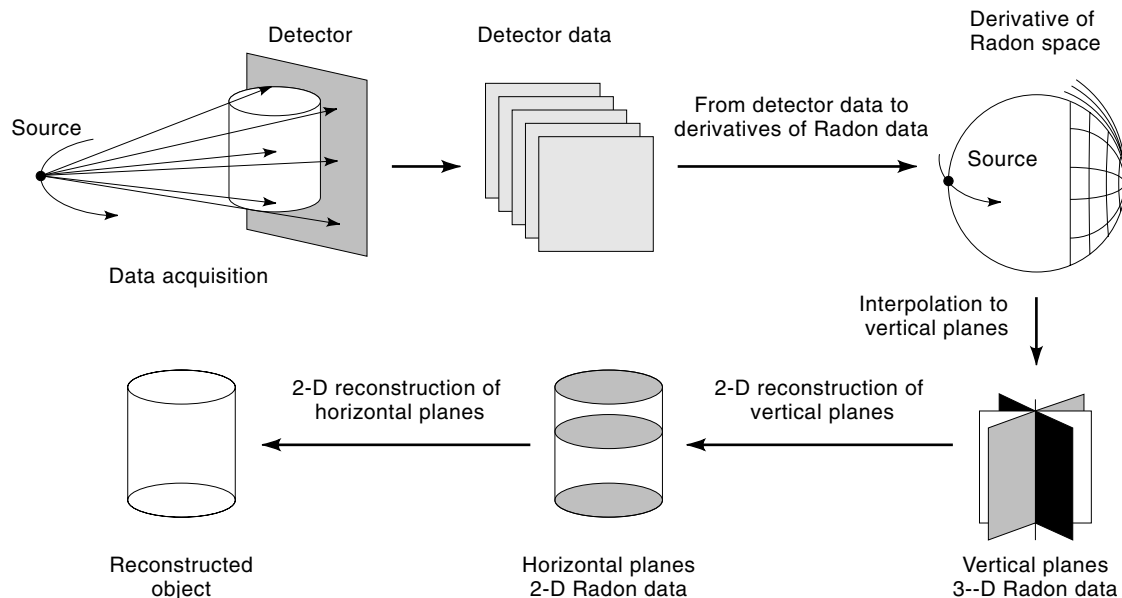 Detector
Detector data
Derivative of
Radon space
Source
From detector data to
derivatives of Radon data
Source
Data acquisition
Interpolation to
vertical planes
2-D reconstruction of
horizontal planes
2-D reconstruction of
vertical planes
Reconstructed
object
Horizontal planes
2-D Radon data
Vertical planes
3--D Radon data